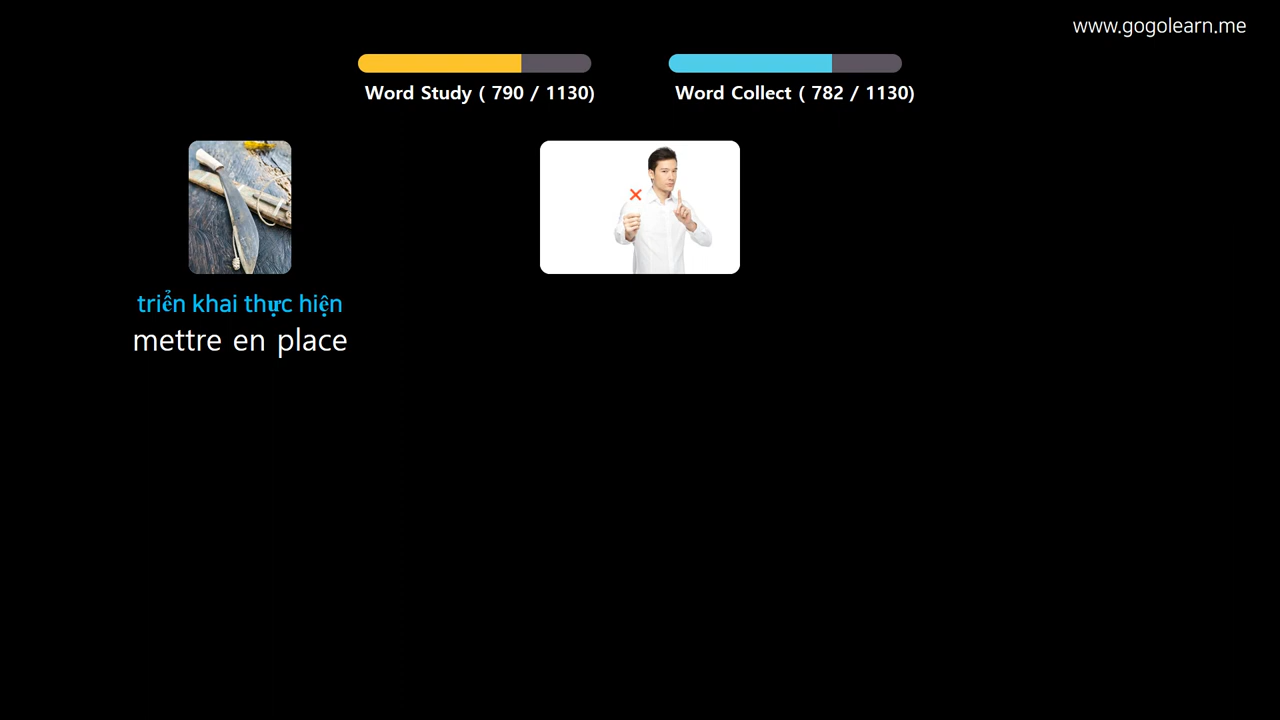 www.gogolearn.me
Word Study ( 790 / 1130)
Word Collect ( 782 / 1130)
triển khai thực hiện
mettre en place